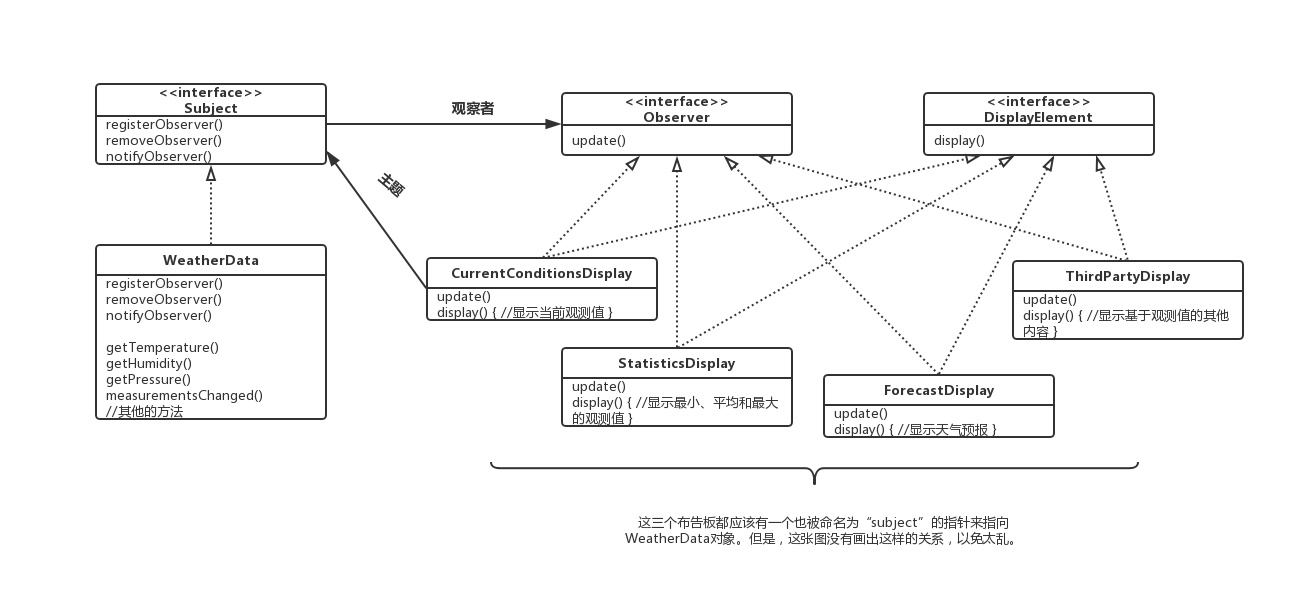 <<interface>>
Subject
registerObserver()
removeObserver()
notifyObserver()
观察者
<<interface>>
Observer
update()
<<interface>>
DisplayElement
display()
主题
WeatherData
registerObserver()
removeObserver()
notifyObserver()
getTemperature()
getHumidity()
getPressure()
measurementsChanged()
//其他的方法
CurrentConditionsDisplay
update()
display() { //显示当前观测值 }
StatisticsDisplay
update()
display() { //显示最小、平均和最大
的观测值 }
ForecastDisplay
update()
display() { //显示天气预报 }
ThirdPartyDisplay
update()
display() { //显示基于观测值的其他
内容 }
这三个布告板都应该有一个也被命名为“subject”的指针来指向
WeatherData对象。但是，这张图没有画出这样的关系，以免太乱。